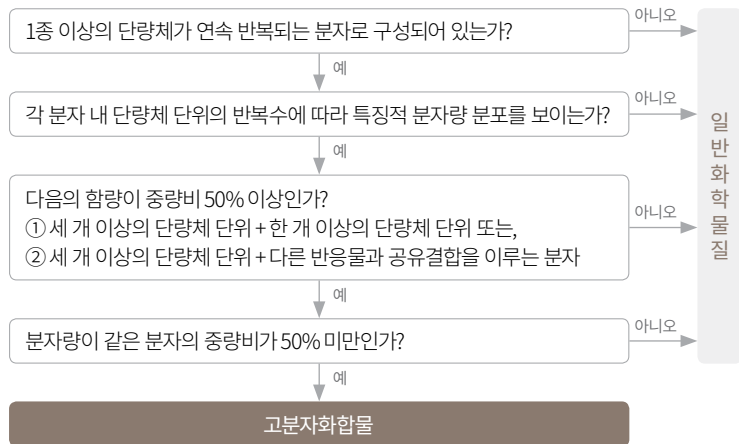 1종 이상의 단량체가 연속 반복되는 분자로 구성되어 있는가?
아니오
예
각 분자 내 단량체 단위의 반복수에 따라 특징적 분자량 분포를 보이는가?
아니오
예
다음의 함량이 중량비 50% 이상인가?
① 세 개 이상의 단량체 단위 + 한 개 이상의 단량체 단위 또는,
② 세 개 이상의 단량체 단위 + 다른 반응물과 공유결합을 이루는 분자
아니오
예
분자량이 같은 분자의 중량비가 50% 미만인가?
아니오
예
고분자화합물
일반화학물질